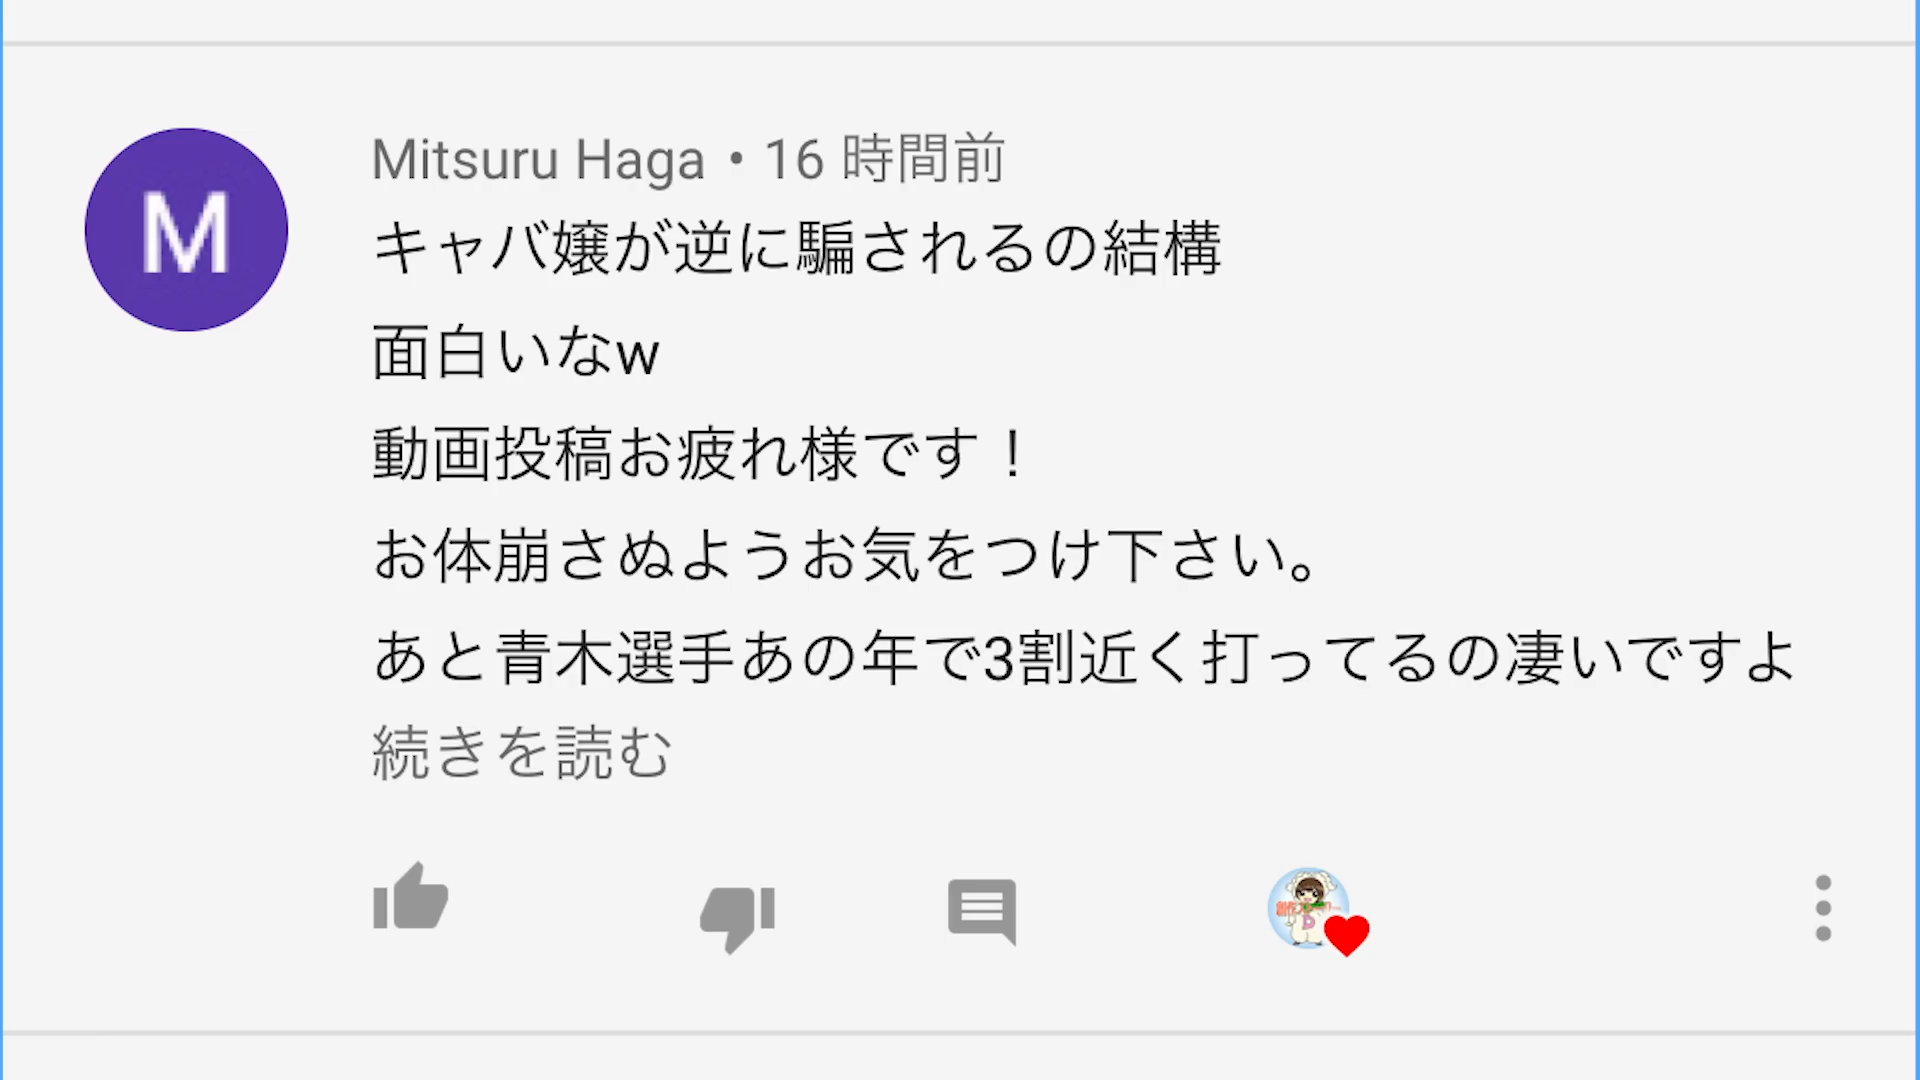 M
Mitsuru Haga・16 時間前
キャバ嬢が逆に騙されるの結構
面白いなw
動画投稿お疲れ様です！
お体崩さぬようお気をつけ下さい。
あと青木選手あの年で3割近く打ってるの凄いですよ
続きを読む